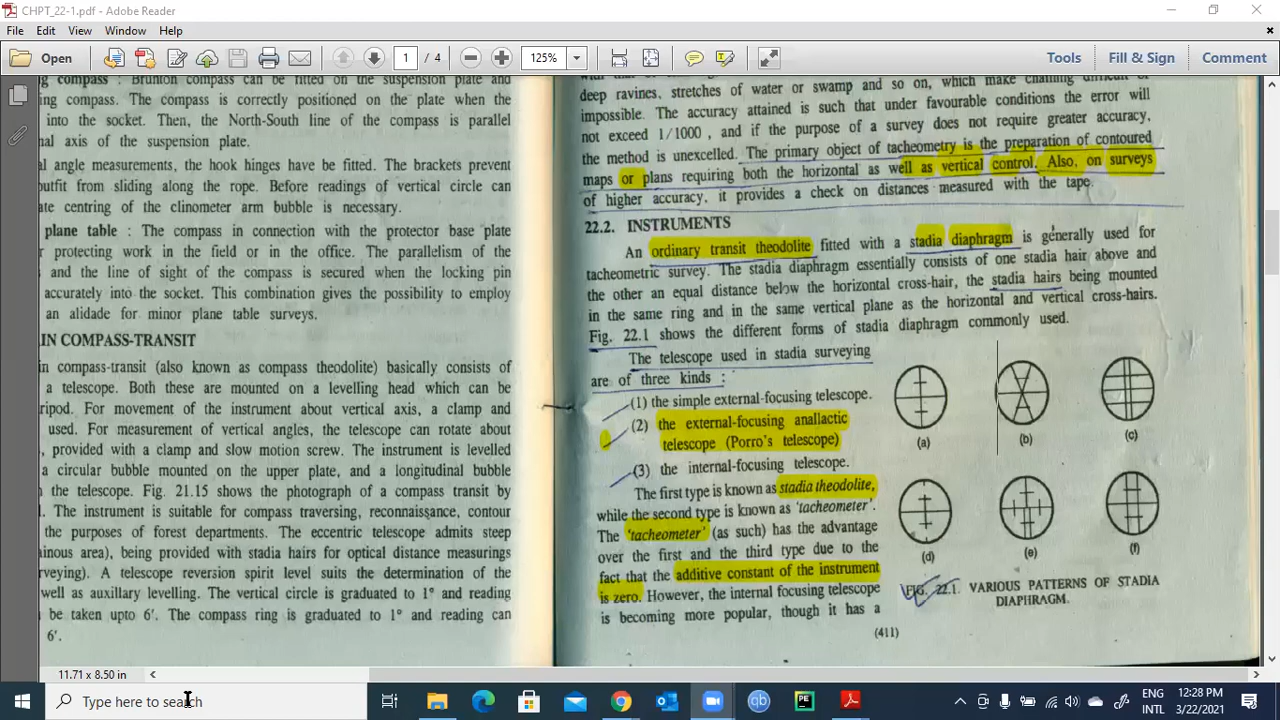 CHPT_22-1.pdf - Adobe Reader
File Edit View Window Help
Open 1 / 4 125% Tools Fill & Sign Comment
ng compass : Brunton compass can be fitted on the suspension plate and
ing compass. The compass is correctly positioned on the plate when the
into the socket. Then, the North-South line of the compass is parallel
nal axis of the suspension plate.
al angle measurements, the hook hinges have be fitted. The brackets prevent
outfit from sliding along the rope. Before readings of vertical circle can
ate centring of the clinometer arm bubble is necessary.
plane table : The compass in connection with the protector base plate
r protecting work in the field or in the office. The parallelism of the
and the line of sight of the compass is secured when the locking pin
accurately into the socket. This combination gives the possibility to employ
an alidade for minor plane table surveys.
IN COMPASS-TRANSIT
in compass-transit (also known as compass theodolite) basically consists of
a telescope. Both these are mounted on a levelling head which can be
ripod. For movement of the instrument about vertical axis, a clamp and
used. For measurement of vertical angles, the telescope can rotate about
, provided with a clamp and slow motion screw. The instrument is levelled
a circular bubble mounted on the upper plate, and a longitudinal bubble
the telescope. Fig. 21.15 shows the photograph of a compass transit by
l. The instrument is suitable for compass traversing, reconnaissance, contour
the purposes of forest departments. The eccentric telescope admits steep
inous area), being provided with stadia hairs for optical distance measurings
rveying). A telescope reversion spirit level suits the determination of the
well as auxillary levelling. The vertical circle is graduated to 1° and reading
be taken upto 6′. The compass ring is graduated to 1° and reading can
6′.
deep ravines, stretches of water or swamp and so on, which make chaining difficult or
impossible. The accuracy attained is such that under favourable conditions the error will
not exceed 1/1000 , and if the purpose of a survey does not require greater accuracy,
the method is unexcelled. The primary object of tacheometry is the preparation of contoured
maps or plans requiring both the horizontal as well as vertical control. Also, on surveys
of higher accuracy, it provides a check on distances measured with the tape.
22.2. INSTRUMENTS
An ordinary transit theodolite fitted with a stadia diaphragm is generally used for
tacheometric survey. The stadia diaphragm essentially consists of one stadia hair above and
the other an equal distance below the horizontal cross-hair, the stadia hairs being mounted
in the same ring and in the same vertical plane as the horizontal and vertical cross-hairs.
Fig. 22.1 shows the different forms of stadia diaphragm commonly used.
The telescope used in stadia surveying
are of three kinds :
(1) the simple external-focusing telescope.
(2) the external-focusing anallactic
telescope (Porro's telescope)
(3) the internal-focusing telescope.
The first type is known as stadia theodolite,
while the second type is known as 'tacheometer'.
The 'tacheometer' (as such) has the advantage
over the first and the third type due to the
fact that the additive constant of the instrument
is zero. However, the internal focusing telescope
is becoming more popular, though it has a
(a) (b) (c)
(d) (e) (f)
FIG. 22.1. VARIOUS PATTERNS OF STADIA
DIAPHRAGM.
(411)
11.71 x 8.50 in
Type here to search
ENG 12:28 PM
INTL 3/22/2021